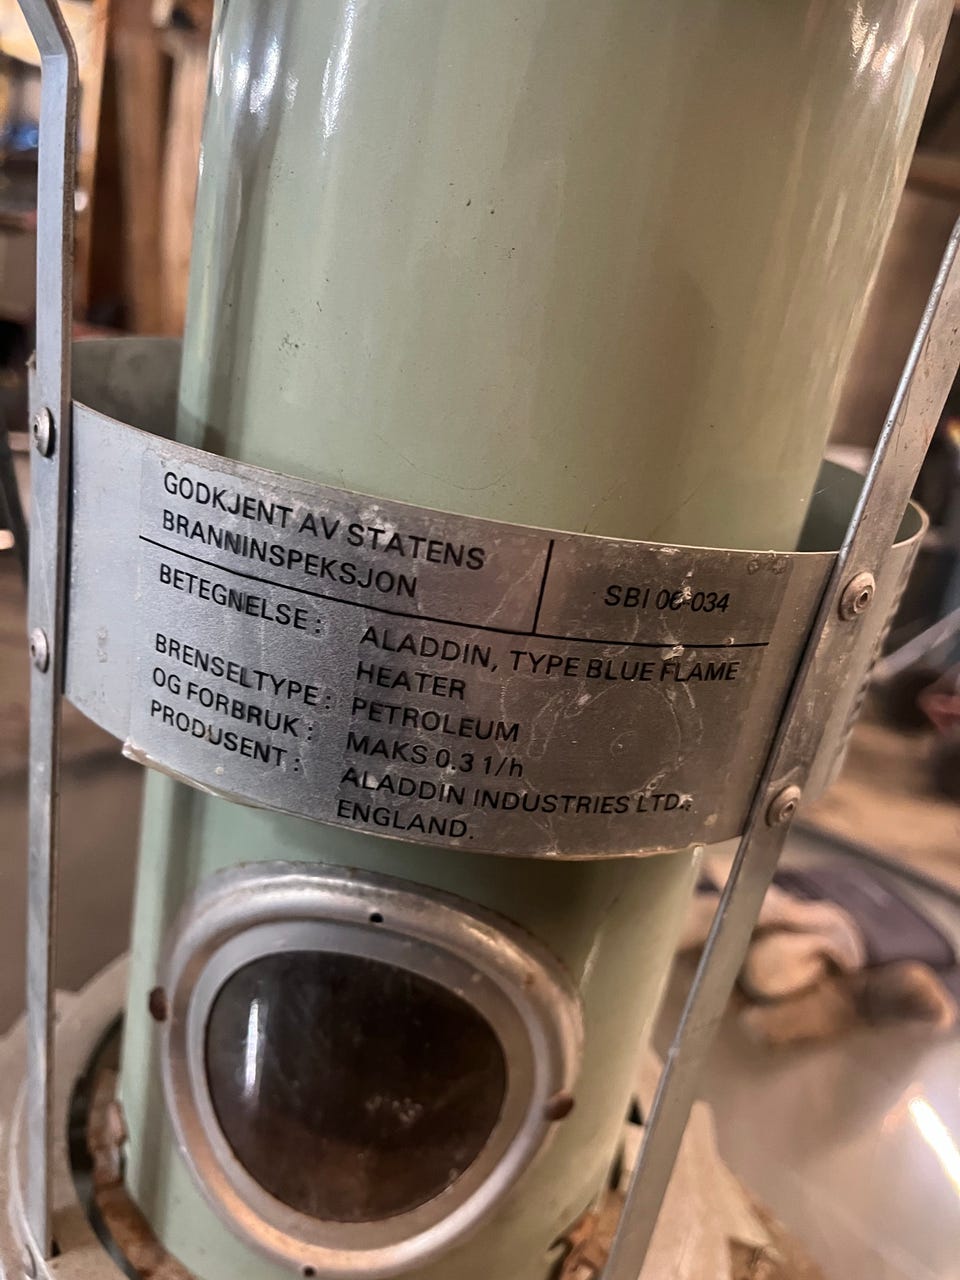 GODKJENT AV STATENS
BRANNINSPEKSJON
SBI 06-034
BETEGNELSE : ALADDIN, TYPE BLUE FLAME
HEATER
BRENSELTYPE : PETROLEUM
OG FORBRUK : MAKS 0.3 1/h
PRODUSENT : ALADDIN INDUSTRIES LTD.
ENGLAND.